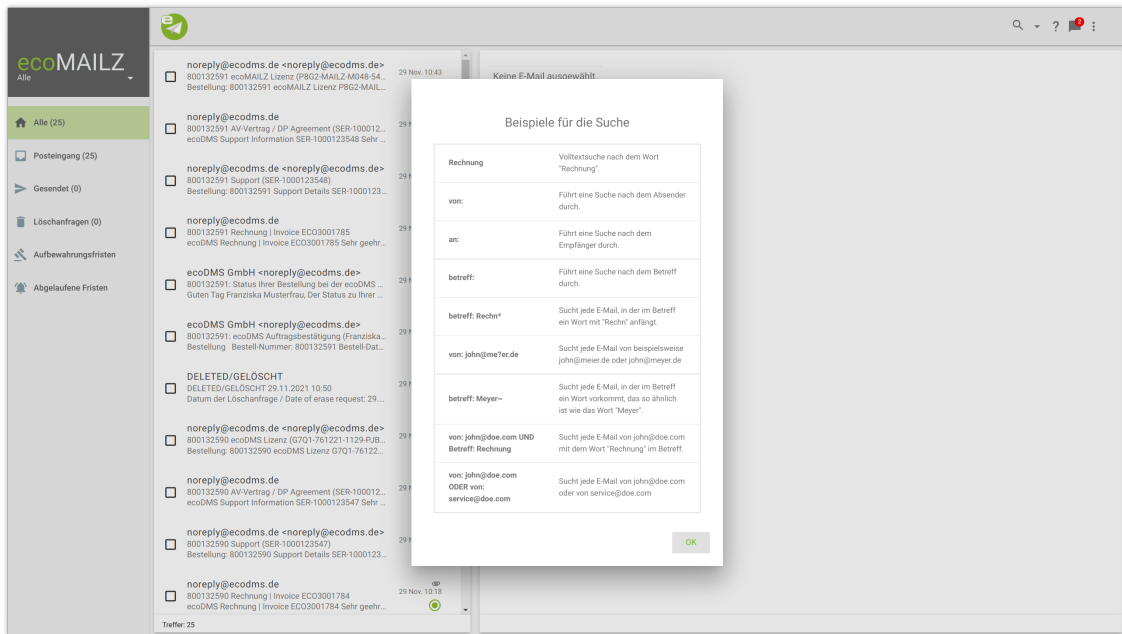 ecoMAILZ
Alle
Alle (25)
Posteingang (25)
Gesendet (0)
Löschanfragen (0)
Aufbewahrungsfristen
Abgelaufene Fristen
e
?
2
noreply@ecodms.de <noreply@ecodms.de>
800132591 ecoMAILZ Lizenz (P8G2-MAILZ-M048-54...
29 Nov. 10:43
Bestellung: 800132591 ecoMAILZ Lizenz P8G2-MAIL...
noreply@ecodms.de
800132591 AV-Vertrag / DP Agreement (SER-100012...
29 N
ecoDMS Support Information SER-1000123548 Sehr ...
noreply@ecodms.de <noreply@ecodms.de>
800132591 Support (SER-1000123548)
29 N
Bestellung: 800132591 Support Details SER-1000123...
noreply@ecodms.de
800132591 Rechnung | Invoice ECO3001785
29 N
ecoDMS Rechnung | Invoice ECO3001785 Sehr geehr...
ecoDMS GmbH <noreply@ecodms.de>
800132591: Status Ihrer Bestellung bei der ecoDMS ...
29 N
Guten Tag Franziska Musterfrau, Der Status zu Ihrer ...
ecoDMS GmbH <noreply@ecodms.de>
800132591: ecoDMS Auftragsbestätigung (Franziska...
29 N
Bestellung Bestell-Nummer: 800132591 Bestell-Dat...
DELETED/GELÖSCHT
DELETED/GELÖSCHT 29.11.2021 10:50
29 N
Datum der Löschanfrage / Date of erase request: 29....
noreply@ecodms.de <noreply@ecodms.de>
800132590 ecoDMS Lizenz (G7Q1-761221-1129-PJB...
29 N
Bestellung: 800132590 ecoDMS Lizenz G7Q1-76122...
noreply@ecodms.de
800132590 AV-Vertrag / DP Agreement (SER-100012...
29 N
ecoDMS Support Information SER-1000123547 Sehr ...
noreply@ecodms.de <noreply@ecodms.de>
800132590 Support (SER-1000123547)
29 N
Bestellung: 800132590 Support Details SER-1000123...
noreply@ecodms.de
800132590 Rechnung | Invoice ECO3001784
29 Nov. 10:18
ecoDMS Rechnung | Invoice ECO3001784 Sehr geehr...
Treffer: 25
Keine E-Mail ausgewählt
Beispiele für die Suche
Rechnung
Volltextsuche nach dem Wort
"Rechnung".
von:
Führt eine Suche nach dem Absender
durch.
an:
Führt eine Suche nach dem
Empfänger durch.
betreff:
Führt eine Suche nach dem Betreff
durch.
betreff: Rechn*
Sucht jede E-Mail, in der im Betreff
ein Wort mit "Rechn" anfängt.
von: john@me?er.de
Sucht jede E-Mail von beispielsweise
john@meier.de oder john@meyer.de
betreff: Meyer~
Sucht jede E-Mail, in der im Betreff
ein Wort vorkommt, das so ähnlich
ist wie das Wort "Meyer".
von: john@doe.com UND
Betreff: Rechnung
Sucht jede E-Mail von john@doe.com
mit dem Wort "Rechnung" im Betreff.
von: john@doe.com
ODER von:
service@doe.com
Sucht jede E-Mail von john@doe.com
oder von service@doe.com
OK